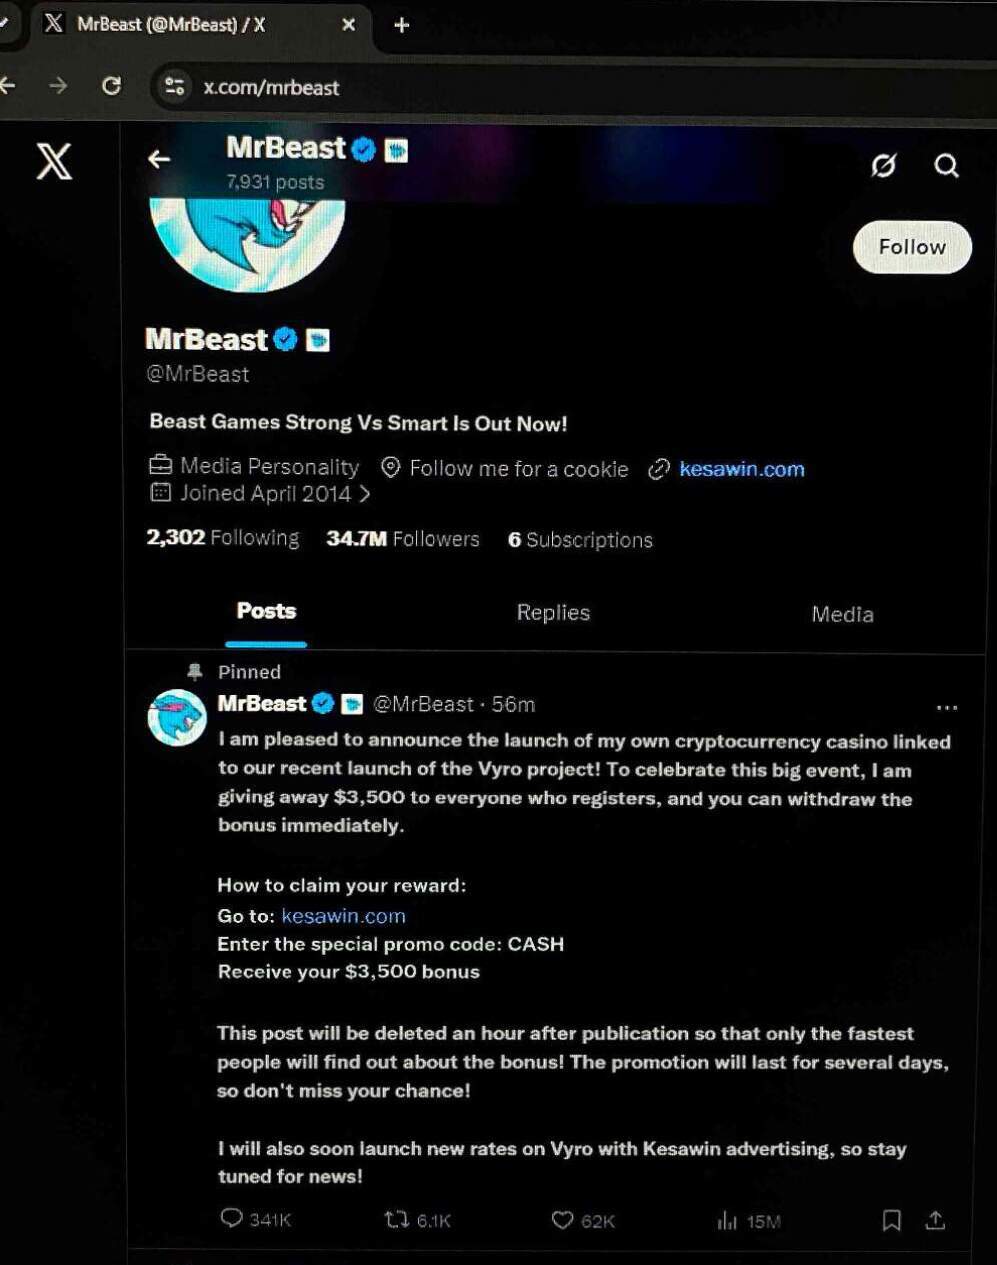 MrBeast (@MrBeast) / X
x.com/mrbeast
MrBeast
7,931 posts
Follow
MrBeast
@MrBeast
Beast Games Strong Vs Smart Is Out Now!
Media Personality Follow me for a cookie kesawin.com
Joined April 2014
2,302 Following 34.7M Followers 6 Subscriptions
Posts Replies Media
Pinned
MrBeast @MrBeast · 56m
I am pleased to announce the launch of my own cryptocurrency casino linked
to our recent launch of the Vyro project! To celebrate this big event, I am
giving away $3,500 to everyone who registers, and you can withdraw the
bonus immediately.
How to claim your reward:
Go to: kesawin.com
Enter the special promo code: CASH
Receive your $3,500 bonus
This post will be deleted an hour after publication so that only the fastest
people will find out about the bonus! The promotion will last for several days,
so don't miss your chance!
I will also soon launch new rates on Vyro with Kesawin advertising, so stay
tuned for news!
341K 6.1K 62K 15M